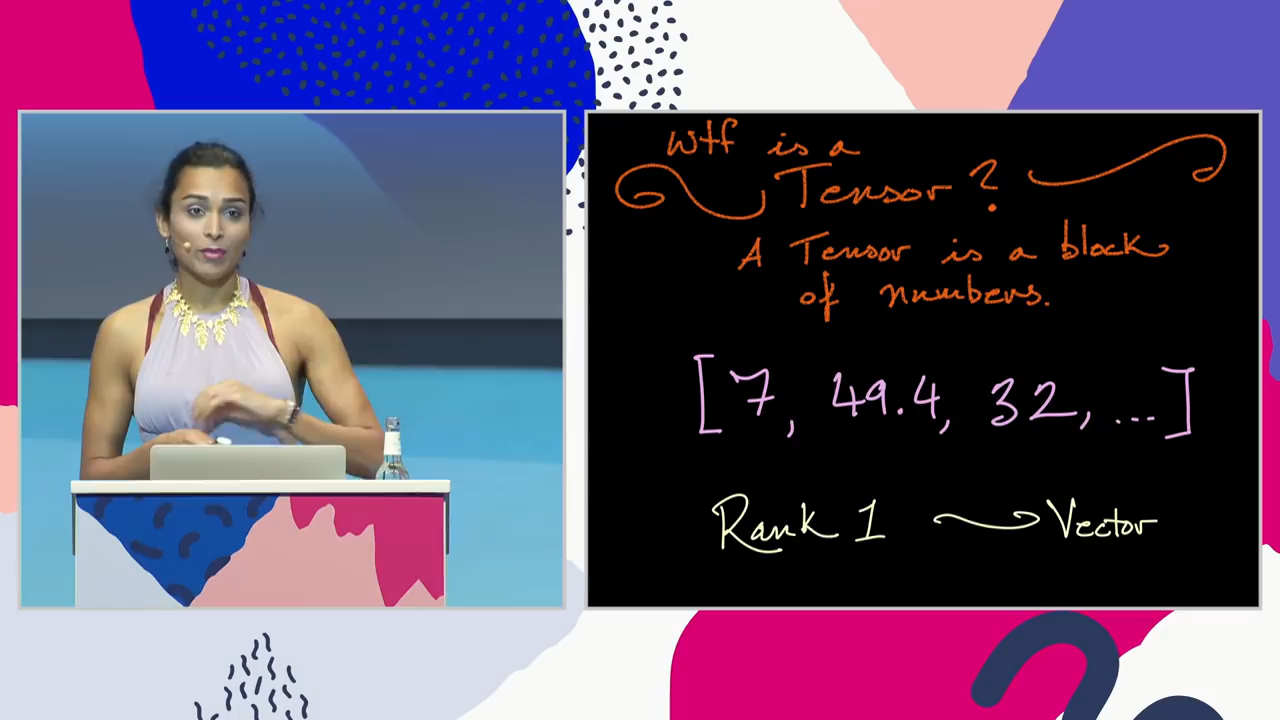 wtf is a
Tensor?
A Tensor is a block
of numbers.
[7, 49.4, 32, ...]
Rank 1 Vector